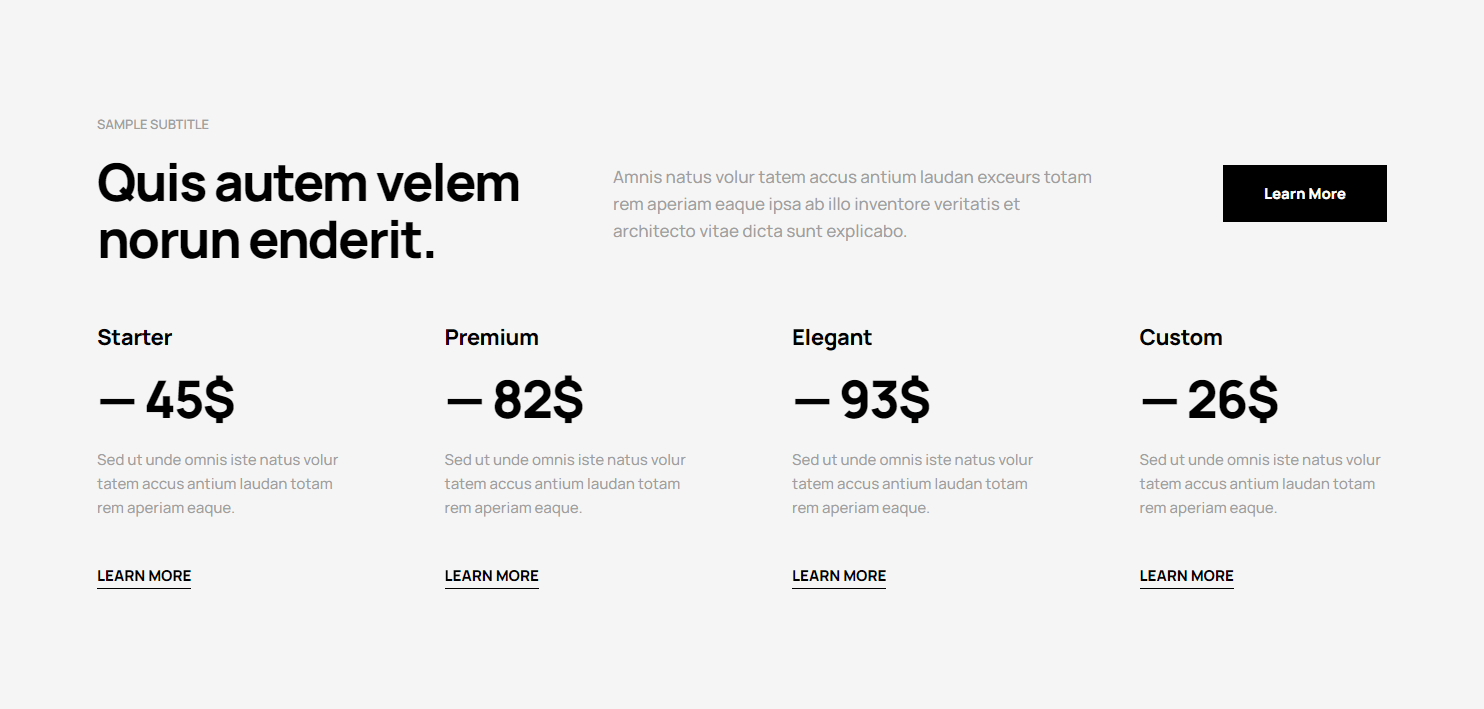 SAMPLE SUBTITLE
Quis autem velem
norun enderit.
Amnis natus volur tatem accus antium laudan exceurs totam
rem aperiam eaque ipsa ab illo inventore veritatis et
architecto vitae dicta sunt explicabo.
Learn More
Starter
— 45$
Sed ut unde omnis iste natus volur
tatem accus antium laudan totam
rem aperiam eaque.
LEARN MORE
Premium
— 82$
Sed ut unde omnis iste natus volur
tatem accus antium laudan totam
rem aperiam eaque.
LEARN MORE
Elegant
— 93$
Sed ut unde omnis iste natus volur
tatem accus antium laudan totam
rem aperiam eaque.
LEARN MORE
Custom
— 26$
Sed ut unde omnis iste natus volur
tatem accus antium laudan totam
rem aperiam eaque.
LEARN MORE